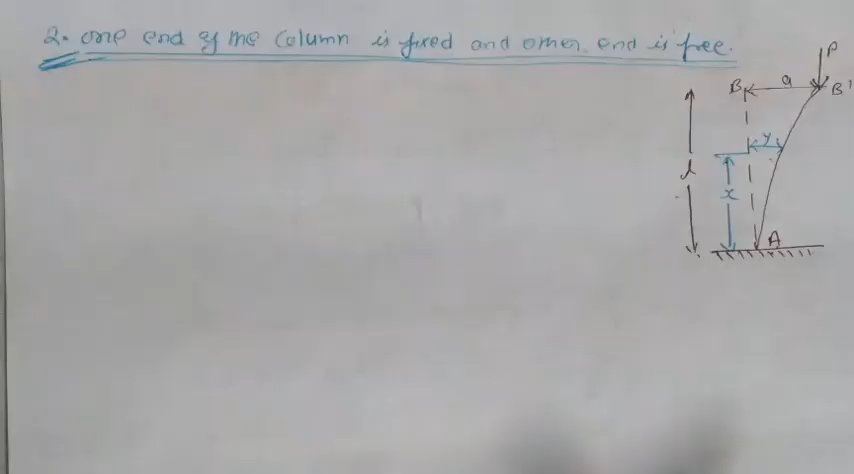 2. one end of the column is fixed and other end is free.
P
B a B'
y
l
x
A